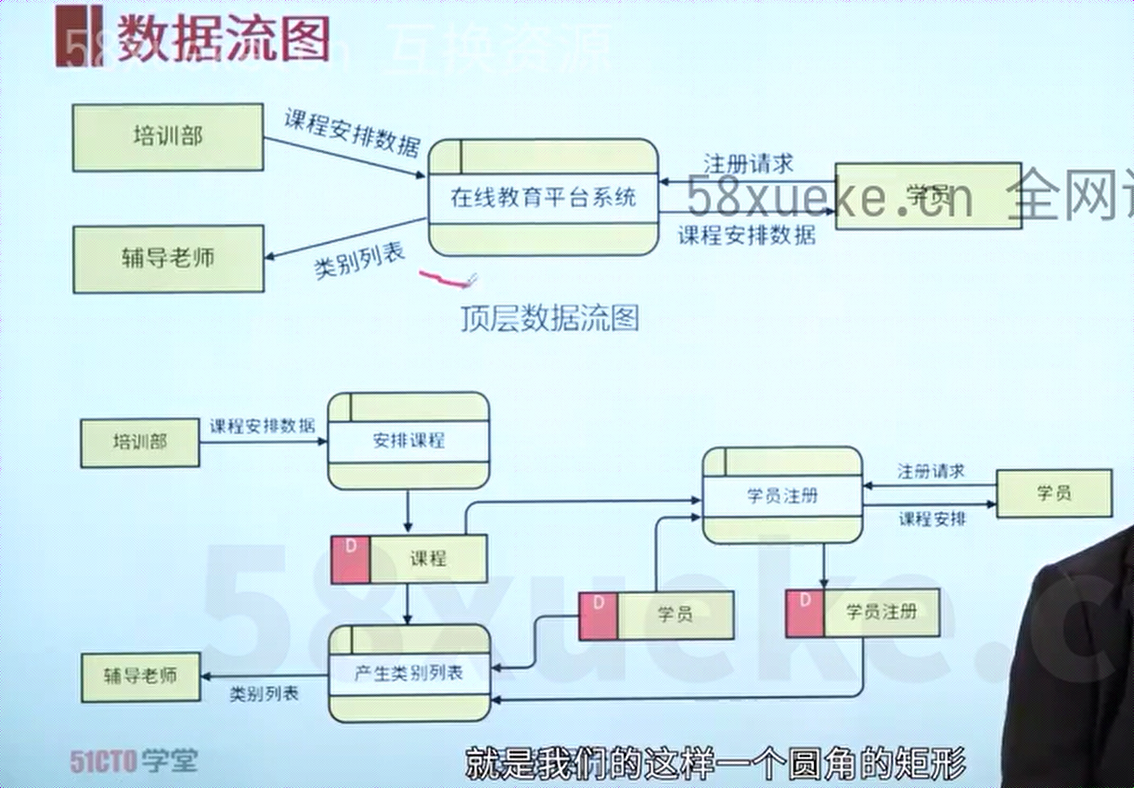 数据流图
58xueke.cn 互换资源
培训部
课程安排数据
在线教育平台系统
注册请求
学员
58xueke.cn 全网
课程安排数据
辅导老师
类别列表
顶层数据流图
培训部
课程安排数据
安排课程
学员注册
注册请求
学员
课程安排
D 课程
D 学员
D 学员注册
58xueke.c
辅导老师
类别列表
产生类别列表
51CTO学堂
就是我们的这样一个圆角的矩形